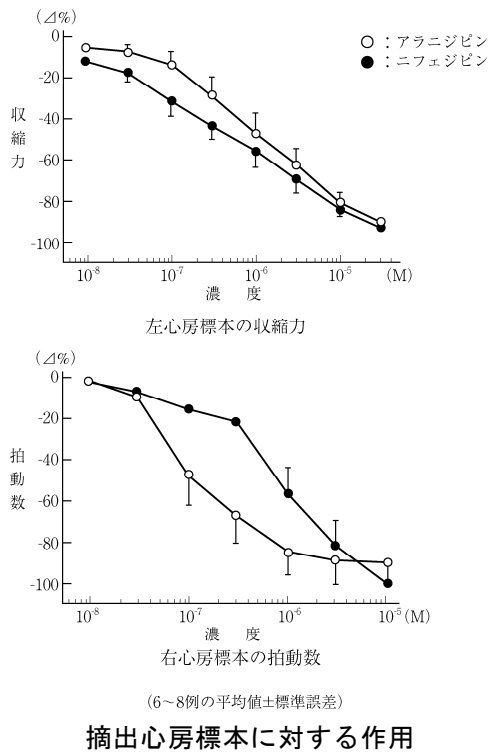 (⊿%)
0
-20
-40
-60
-80
-100
収縮力
○：アラニジピン
●：ニフェジピン
10⁻⁸ 10⁻⁷ 10⁻⁶ 10⁻⁵ (M)
濃 度
左心房標本の収縮力
(⊿%)
0
-20
-40
-60
-80
-100
拍動数
10⁻⁸ 10⁻⁷ 10⁻⁶ 10⁻⁵ (M)
濃 度
右心房標本の拍動数
(6～8例の平均値±標準誤差)
摘出心房標本に対する作用